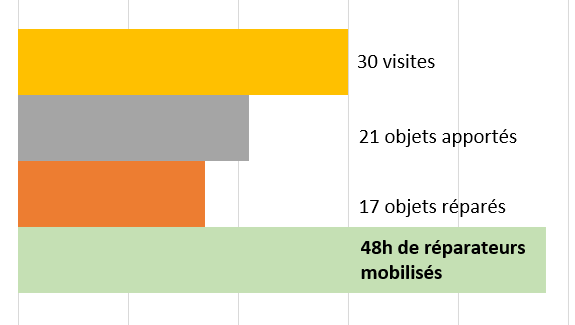 30 visites
21 objets apportés
17 objets réparés
48h de réparateurs
mobilisés